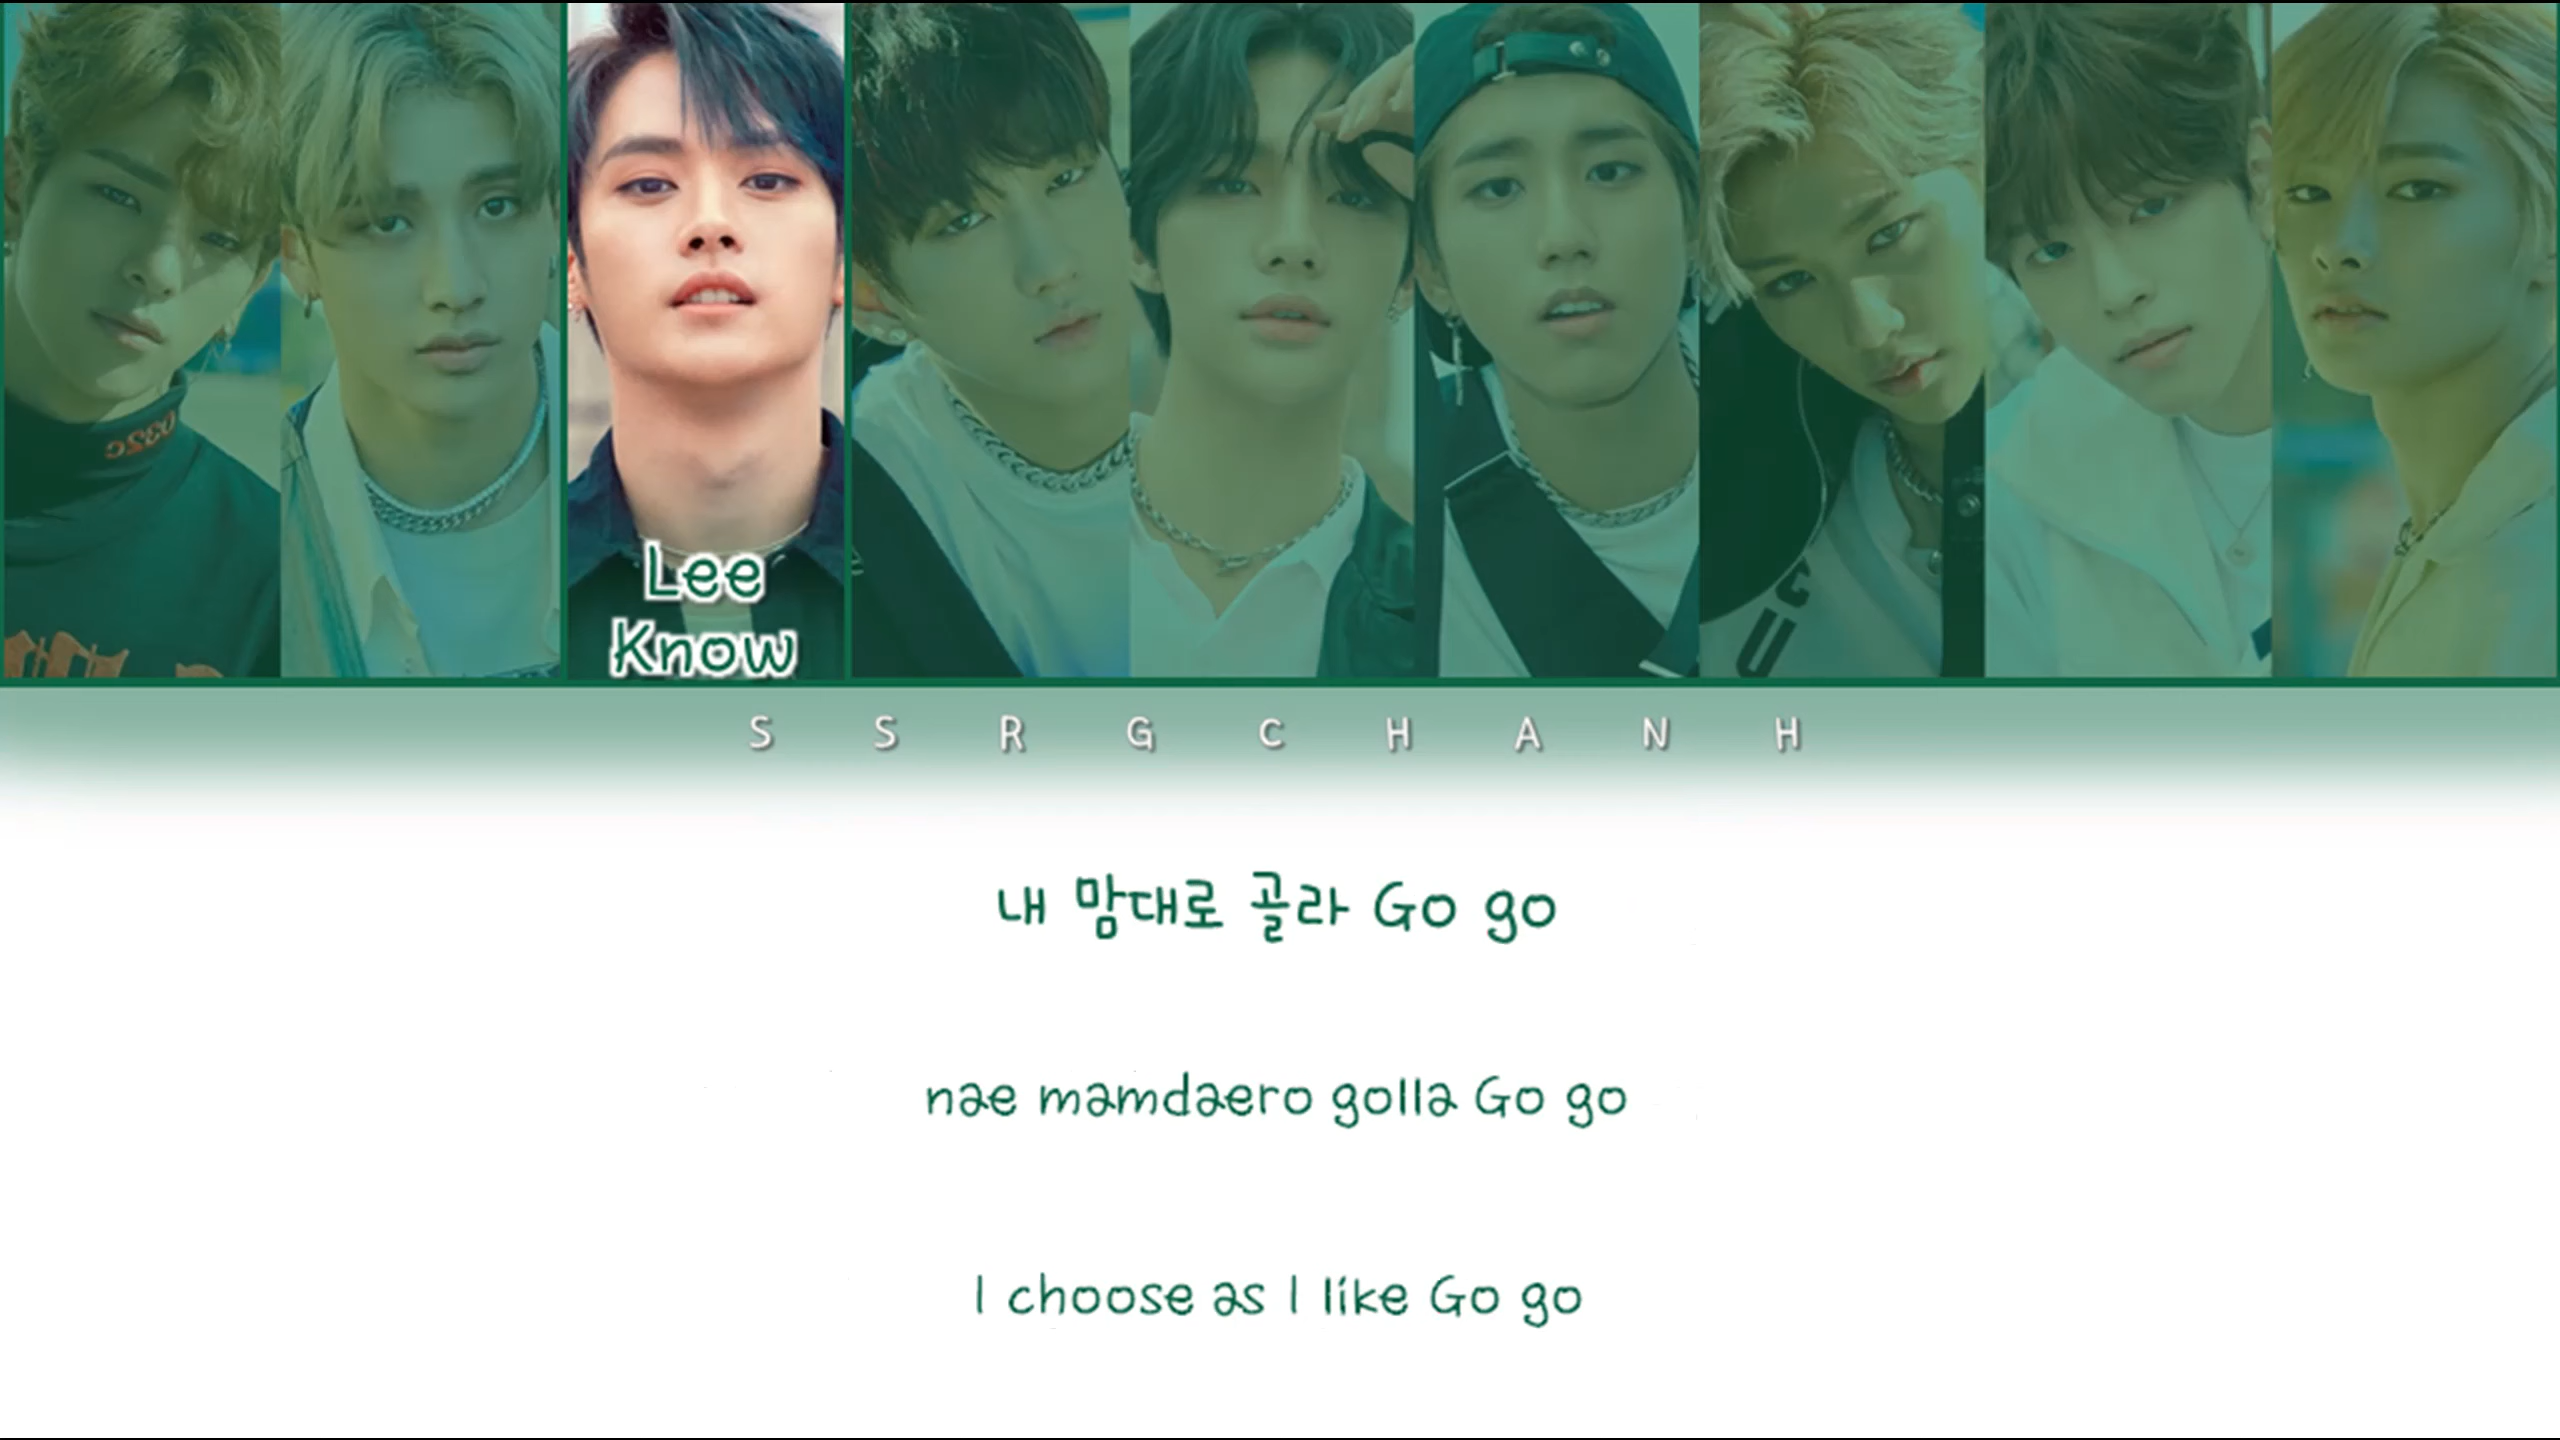 032c
U
Lee
Know
S S R G C H A N H
내 맘대로 골라 Go go
nae mamdaero golla Go go
I choose as I like Go go